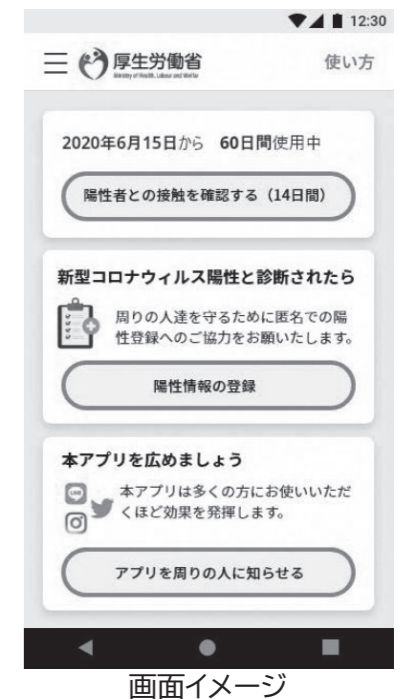 12:30
厚生労働省
Ministry of Health, Labour and Welfare
使い方
2020年6月15日から 60日間使用中
陽性者との接触を確認する（14日間）
新型コロナウィルス陽性と診断されたら
周りの人達を守るために匿名での陽
性登録へのご協力をお願いたします。
陽性情報の登録
本アプリを広めましょう
LINE
本アプリは多くの方にお使いいただ
くほど効果を発揮します。
アプリを周りの人に知らせる
画面イメージ